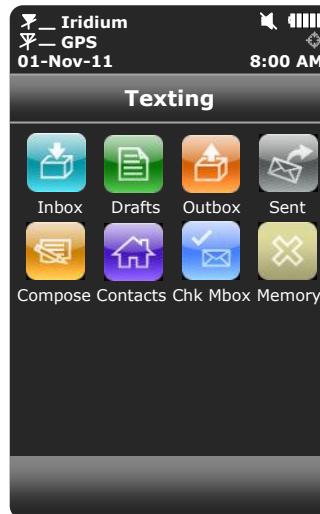 Iridium
GPS
01-Nov-11 8:00 AM
Texting
Inbox Drafts Outbox Sent
Compose Contacts Chk Mbox Memory